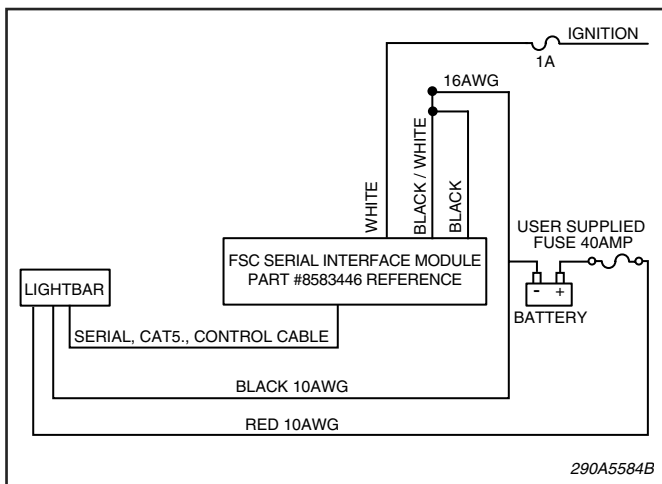 IGNITION
1A
16AWG
WHITE
BLACK / WHITE
BLACK
USER SUPPLIED
FUSE 40AMP
FSC SERIAL INTERFACE MODULE
PART #8583446 REFERENCE
LIGHTBAR
- +
BATTERY
SERIAL, CAT5., CONTROL CABLE
BLACK 10AWG
RED 10AWG
290A5584B